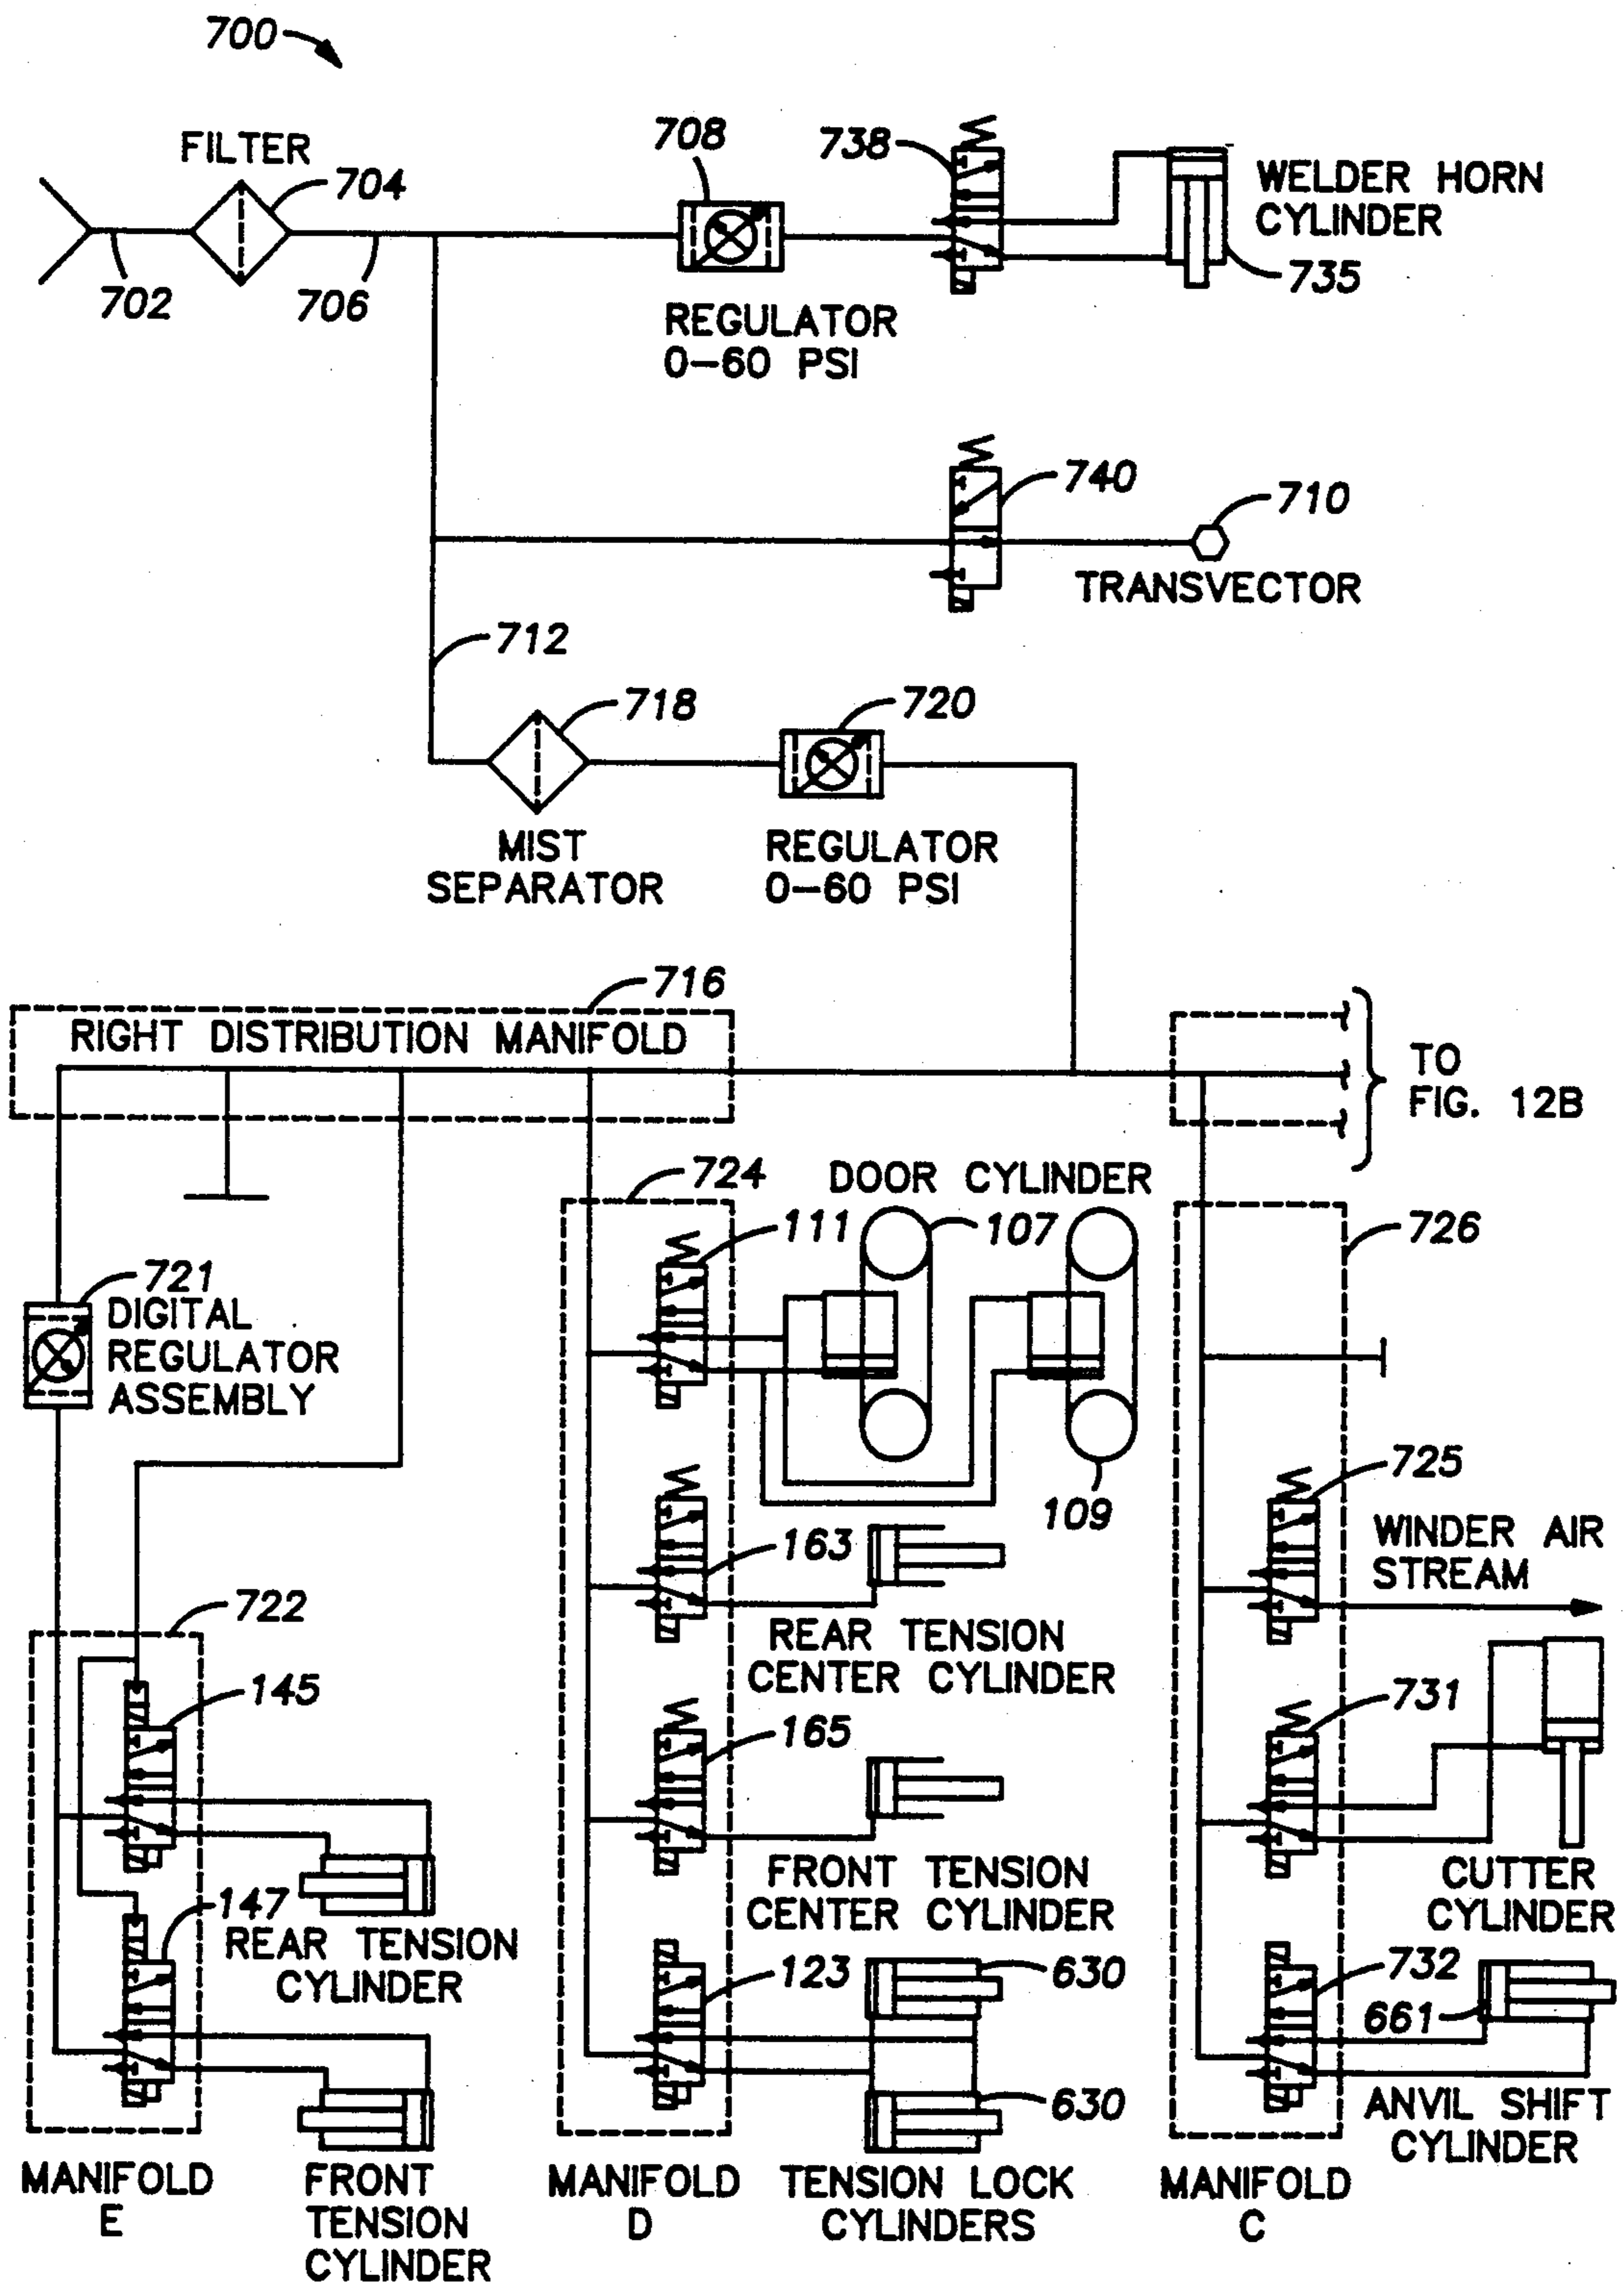 700
FILTER
704
702
706
708
REGULATOR
0-60 PSI
738
WELDER HORN
CYLINDER
735
740
710
TRANSVECTOR
712
718
MIST
SEPARATOR
720
REGULATOR
0-60 PSI
716
RIGHT DISTRIBUTION MANIFOLD
TO
FIG. 12B
724
DOOR CYLINDER
111
107
109
726
721
DIGITAL
REGULATOR
ASSEMBLY
725
WINDER AIR
STREAM
163
REAR TENSION
CENTER CYLINDER
722
145
165
FRONT TENSION
CENTER CYLINDER
731
CUTTER
CYLINDER
147
REAR TENSION
CYLINDER
123
630
630
732
661
ANVIL SHIFT
CYLINDER
MANIFOLD
E
FRONT
TENSION
CYLINDER
MANIFOLD
D
TENSION LOCK
CYLINDERS
MANIFOLD
C